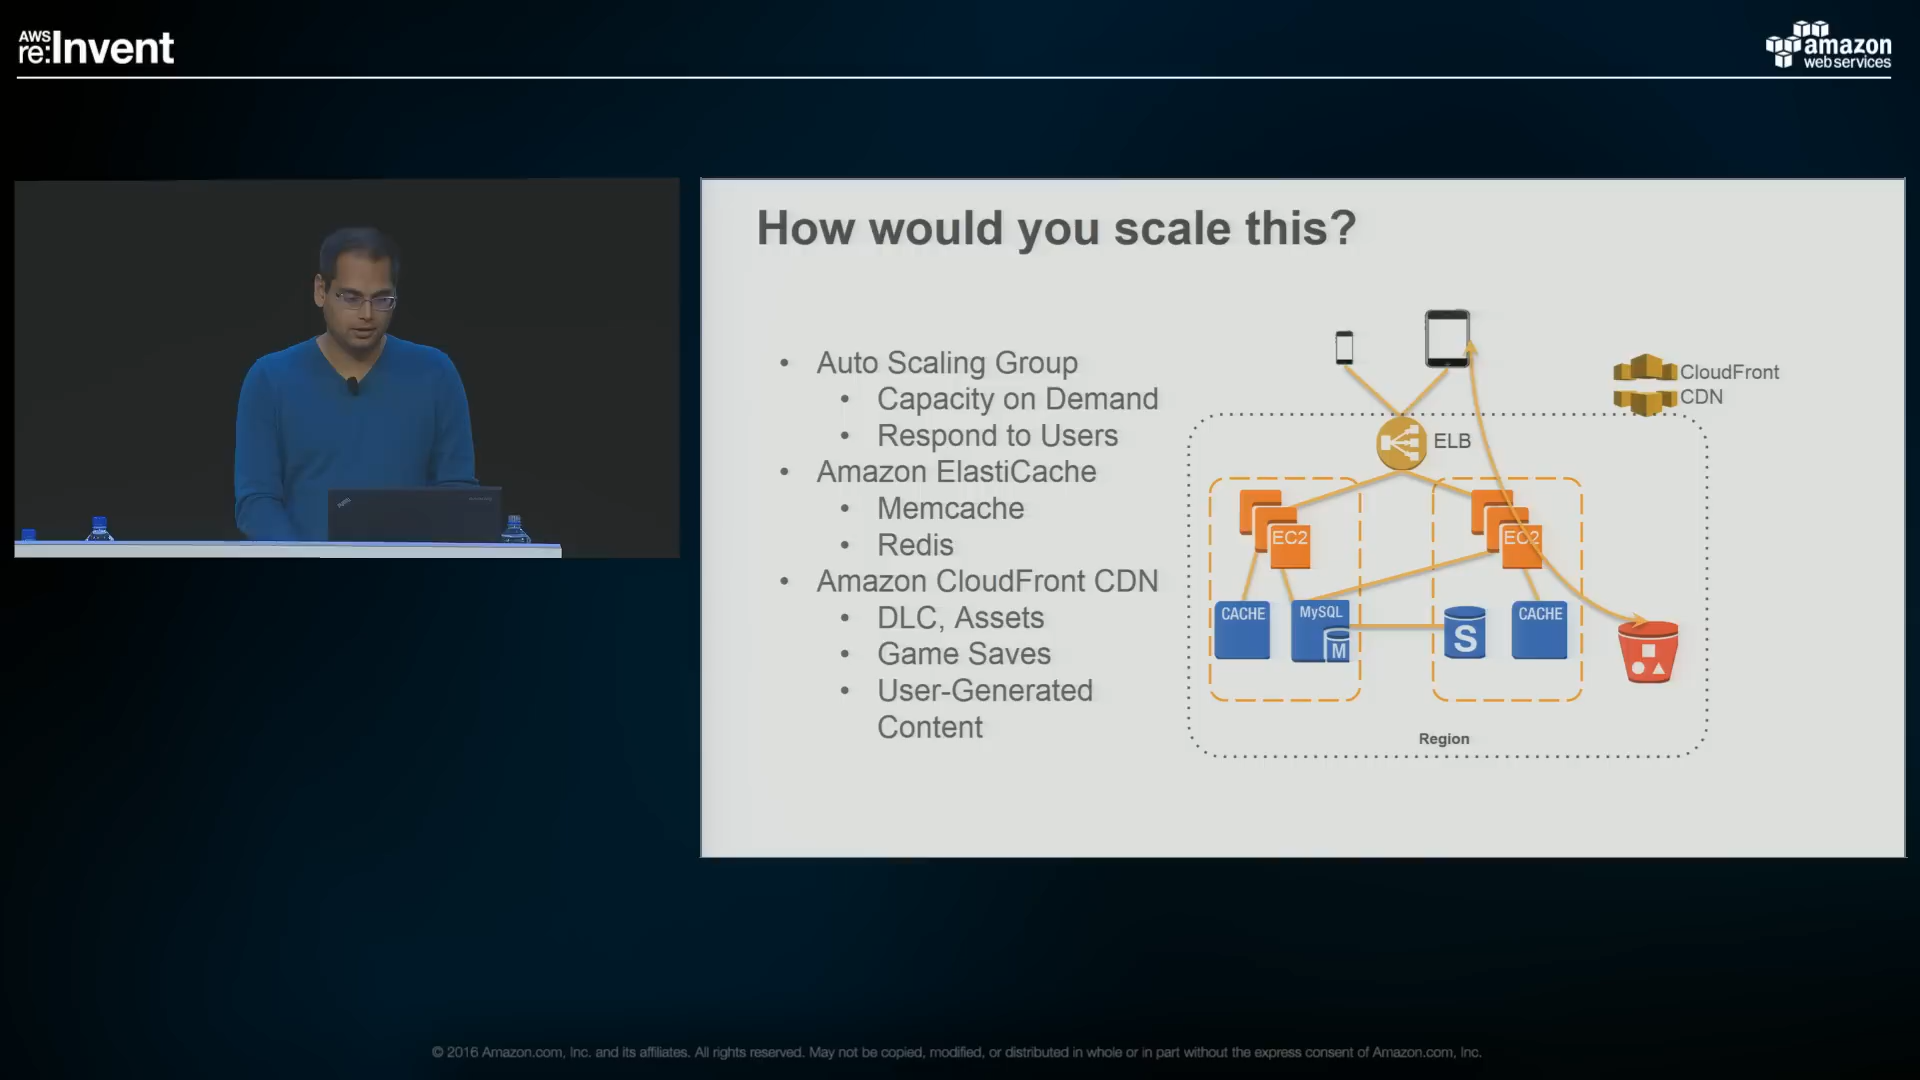 AWS
re:Invent
amazon
web services
How would you scale this?
• Auto Scaling Group
• Capacity on Demand
• Respond to Users
• Amazon ElastiCache
• Memcache
• Redis
• Amazon CloudFront CDN
• DLC, Assets
• Game Saves
• User-Generated
Content
CloudFront
CDN
ELB
EC2
EC2
CACHE
MySQL
M
S
CACHE
Region
© 2016 Amazon.com, Inc. and its affiliates. All rights reserved. May not be copied, modified, or distributed in whole or in part without the express consent of Amazon.com, Inc.